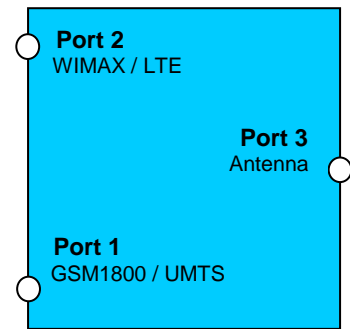 Port 2
WIMAX / LTE
Port 3
Antenna
Port 1
GSM1800 / UMTS